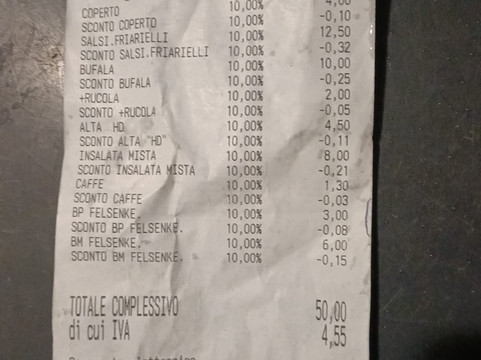 COPERTO 10,00% 4,00
SCONTO COPERTO 10,00% -0,10
SALSI.FRIARIELLI 10,00% 12,50
SCONTO SALSI.FRIARIELLI 10,00% -0,32
BUFALA 10,00% 10,00
SCONTO BUFALA 10,00% -0,25
+RUCOLA 10,00% 2,00
SCONTO +RUCOLA 10,00% -0,05
ALTA HD 10,00% 4,50
SCONTO ALTA "HD" 10,00% -0,11
INSALATA MISTA 10,00% 8,00
SCONTO INSALATA MISTA 10,00% -0,21
CAFFE 10,00% 1,30
SCONTO CAFFE 10,00% -0,03
BP FELSENKE. 10,00% 3,00
SCONTO BP FELSENKE. 10,00% -0,08
BM FELSENKE. 10,00% 6,00
SCONTO BM FELSENKE. 10,00% -0,15
TOTALE COMPLESSIVO 50,00
di cui IVA 4,55